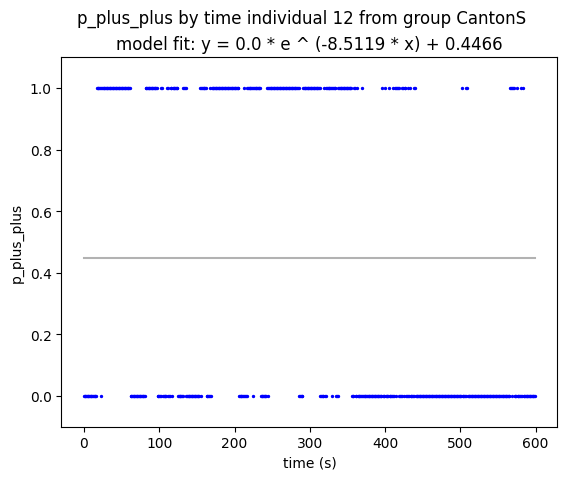 p_plus_plus by time individual 12 from group CantonS
model fit: y = 0.0 * e ^ (-8.5119 * x) + 0.4466
1.0
0.8
0.6
0.4
0.2
0.0
p_plus_plus
0 100 200 300 400 500 600
time (s)